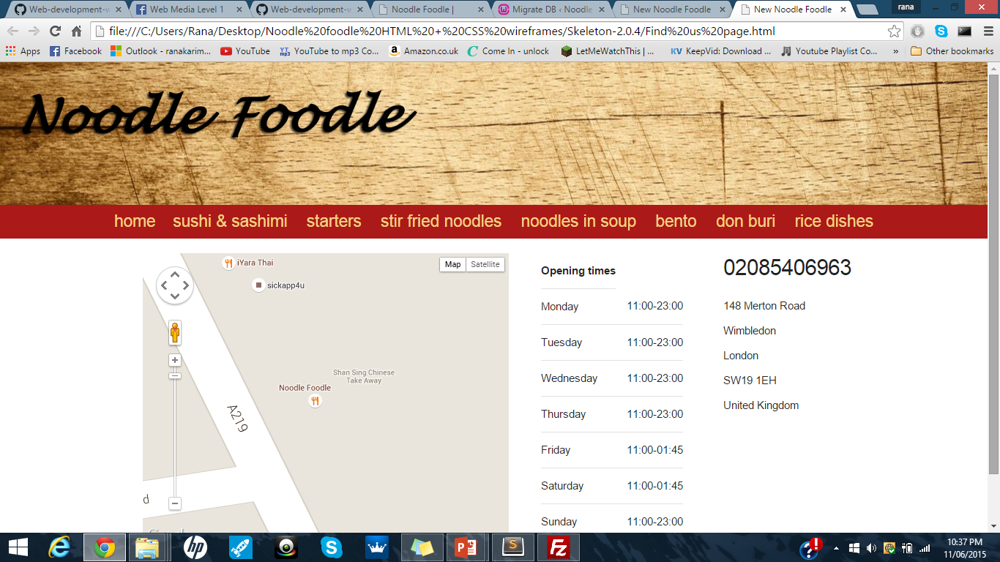 Web-development-w
Web Media Level 1
Web-development-w
Noodle Foodle |
Migrate DB ‹ Noodle
New Noodle Foodle
New Noodle Foodle
rana
file:///C:/Users/Rana/Desktop/Noodle%20foodle%20HTML%20+%20CSS%20wireframes/Skeleton-2.0.4/Find%20us%20page.html
Apps
Facebook
Outlook - ranakarim...
YouTube
YouTube to mp3 Co...
Amazon.co.uk
Come In - unlock
LetMeWatchThis | ...
KeepVid: Download ...
Youtube Playlist Co...
»
Other bookmarks
Noodle Foodle
home sushi & sashimi starters stir fried noodles noodles in soup bento don buri rice dishes
iYara Thai
sickapp4u
Map Satellite
Shan Sing Chinese
Take Away
Noodle Foodle
A219
d
Opening times
Monday 11:00-23:00
Tuesday 11:00-23:00
Wednesday 11:00-23:00
Thursday 11:00-23:00
Friday 11:00-01:45
Saturday 11:00-01:45
Sunday 11:00-23:00
02085406963
148 Merton Road
Wimbledon
London
SW19 1EH
United Kingdom
10:37 PM
11/06/2015